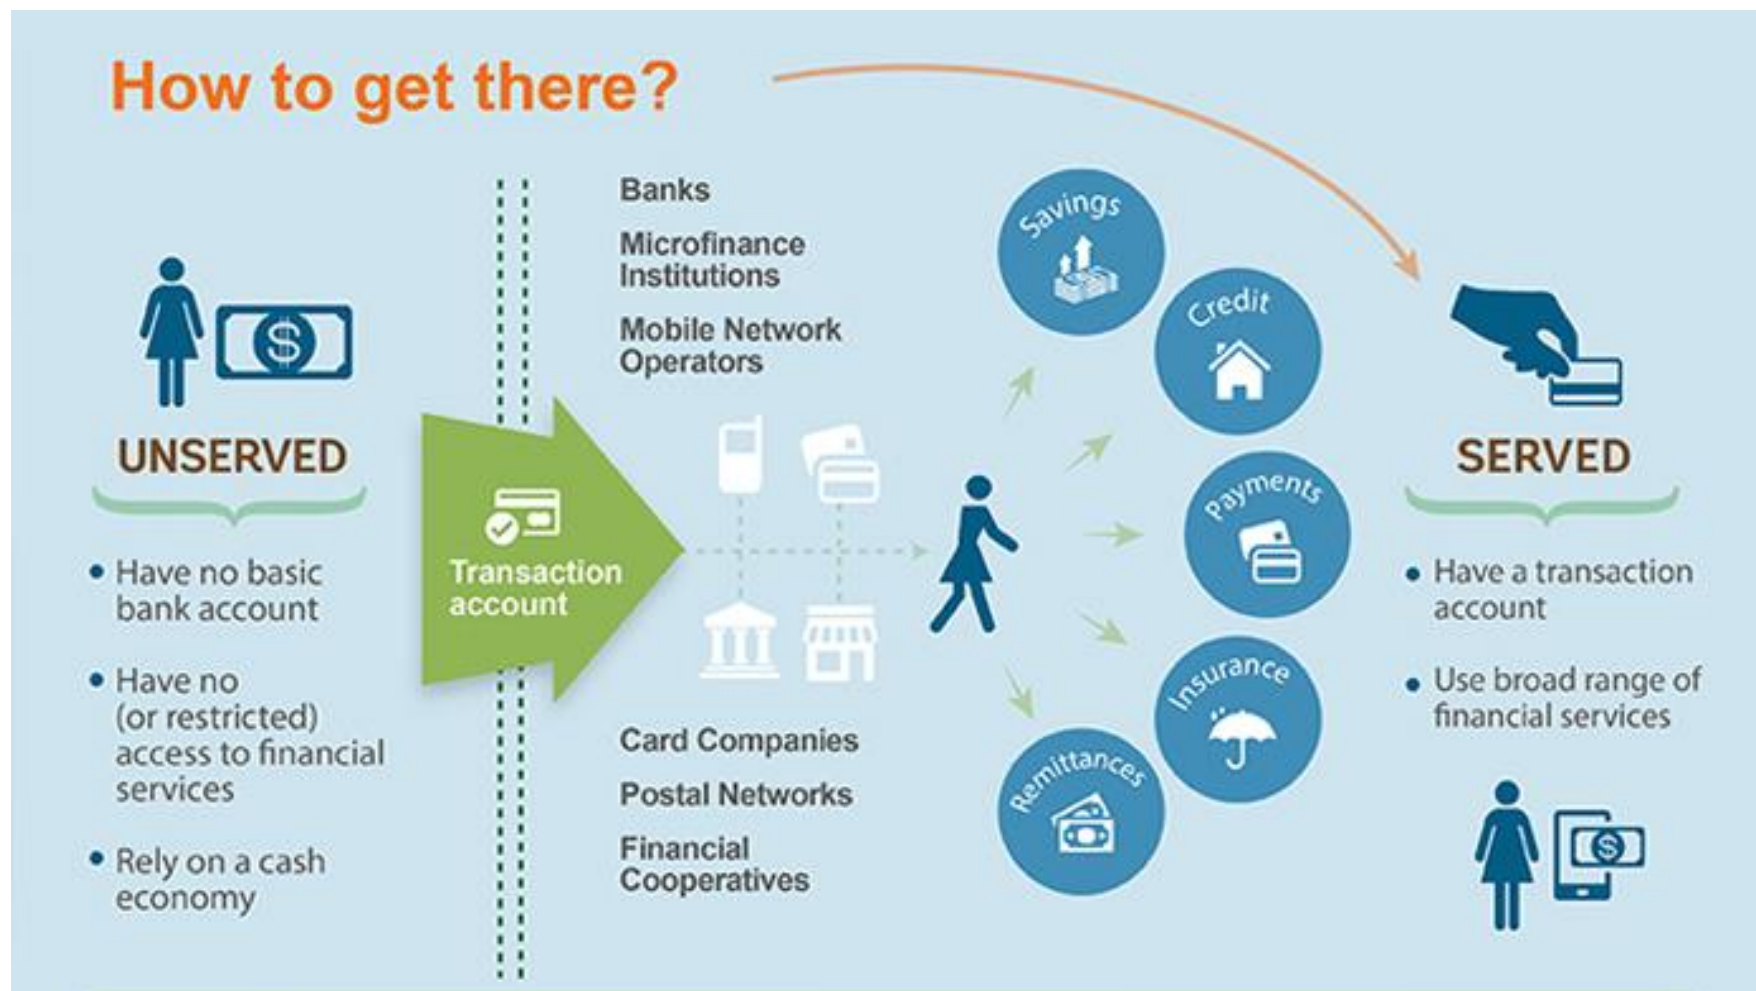 How to get there?
UNSERVED
• Have no basic
bank account
• Have no
(or restricted)
access to financial
services
• Rely on a cash
economy
Transaction
account
Banks
Microfinance
Institutions
Mobile Network
Operators
Card Companies
Postal Networks
Financial
Cooperatives
Savings
Credit
Payments
Insurance
Remittances
SERVED
• Have a transaction
account
• Use broad range of
financial services